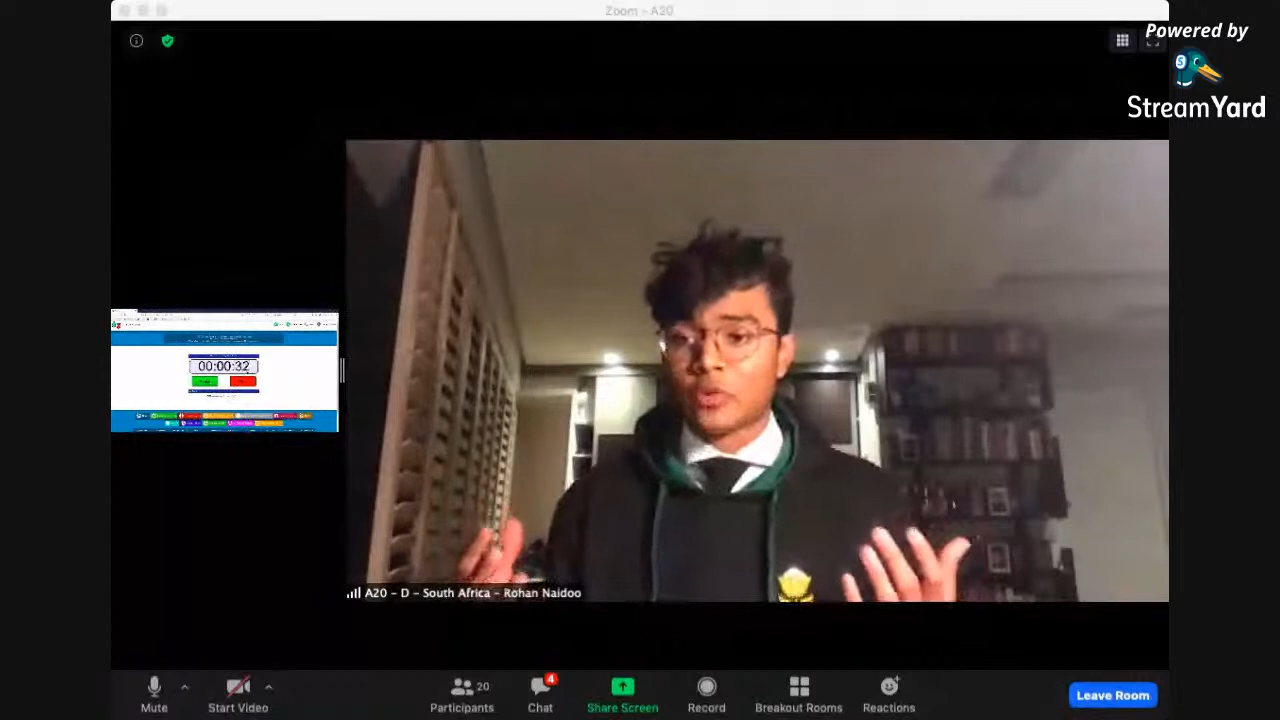 Zoom - A20
Powered by
StreamYard
00:00:32
A20 - D - South Africa - Rohan Naidoo
20
4
Mute
Start Video
Participants
Chat
Share Screen
Record
Breakout Rooms
Reactions
Leave Room